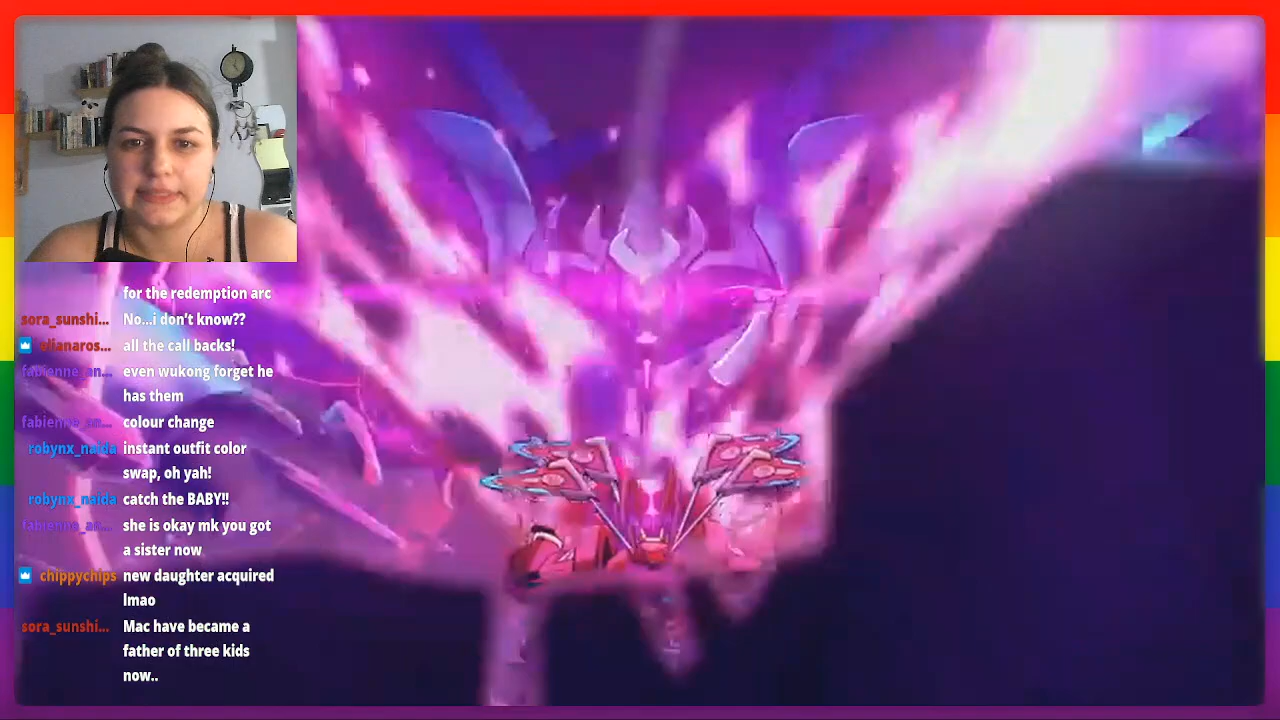 for the redemption arc
sora_sunshi... No...i don't know??
elianaros... all the call backs!
fabienne_an... even wukong forget he
has them
fabienne_an... colour change
robynx_naida instant outfit color
swap, oh yah!
robynx_naida catch the BABY!!
fabienne_an... she is okay mk you got
a sister now
chippychips new daughter acquired
lmao
sora_sunshi... Mac have became a
father of three kids
now..